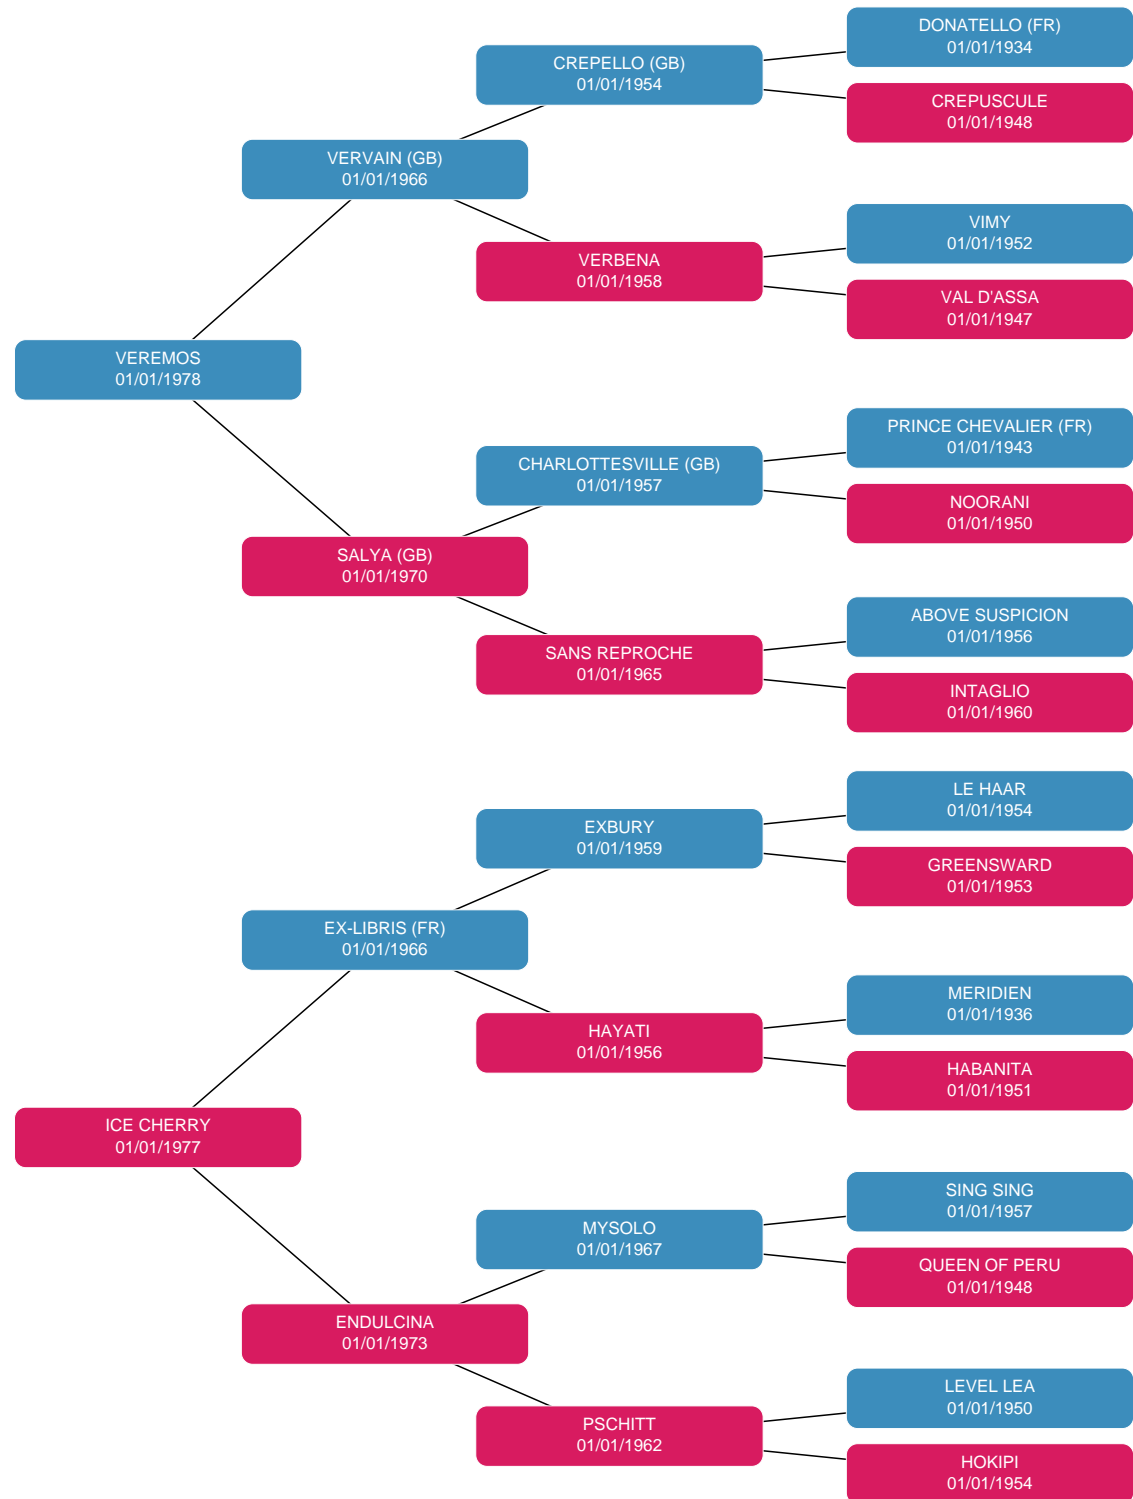 DONATELLO (FR)
01/01/1934
CREPELLO (GB)
01/01/1954
CREPUSCULE
01/01/1948
VERVAIN (GB)
01/01/1966
VIMY
01/01/1952
VERBENA
01/01/1958
VAL D'ASSA
01/01/1947
VEREMOS
01/01/1978
PRINCE CHEVALIER (FR)
01/01/1943
CHARLOTTESVILLE (GB)
01/01/1957
NOORANI
01/01/1950
SALYA (GB)
01/01/1970
ABOVE SUSPICION
01/01/1956
SANS REPROCHE
01/01/1965
INTAGLIO
01/01/1960
LE HAAR
01/01/1954
EXBURY
01/01/1959
GREENSWARD
01/01/1953
EX-LIBRIS (FR)
01/01/1966
MERIDIEN
01/01/1936
HAYATI
01/01/1956
HABANITA
01/01/1951
ICE CHERRY
01/01/1977
SING SING
01/01/1957
MYSOLO
01/01/1967
QUEEN OF PERU
01/01/1948
ENDULCINA
01/01/1973
LEVEL LEA
01/01/1950
PSCHITT
01/01/1962
HOKIPI
01/01/1954